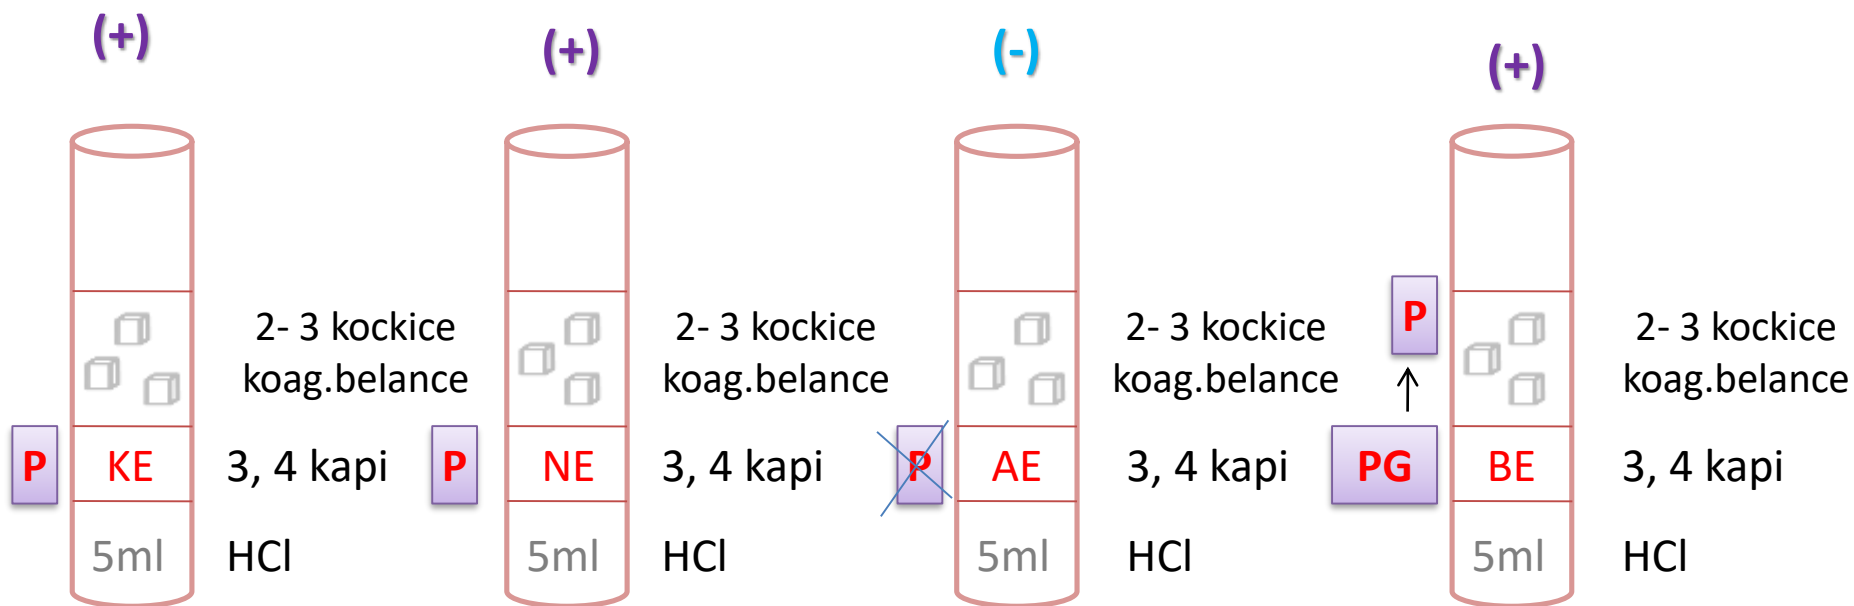 (+)
(+)
(-)
(+)
2- 3 kockice
koag.belance
P
KE
3, 4 kapi
5ml
HCl
2- 3 kockice
koag.belance
P
NE
3, 4 kapi
5ml
HCl
2- 3 kockice
koag.belance
P
AE
3, 4 kapi
HCl
P
2- 3 kockice
koag.belance
PG
BE
3, 4 kapi
5ml
HCl